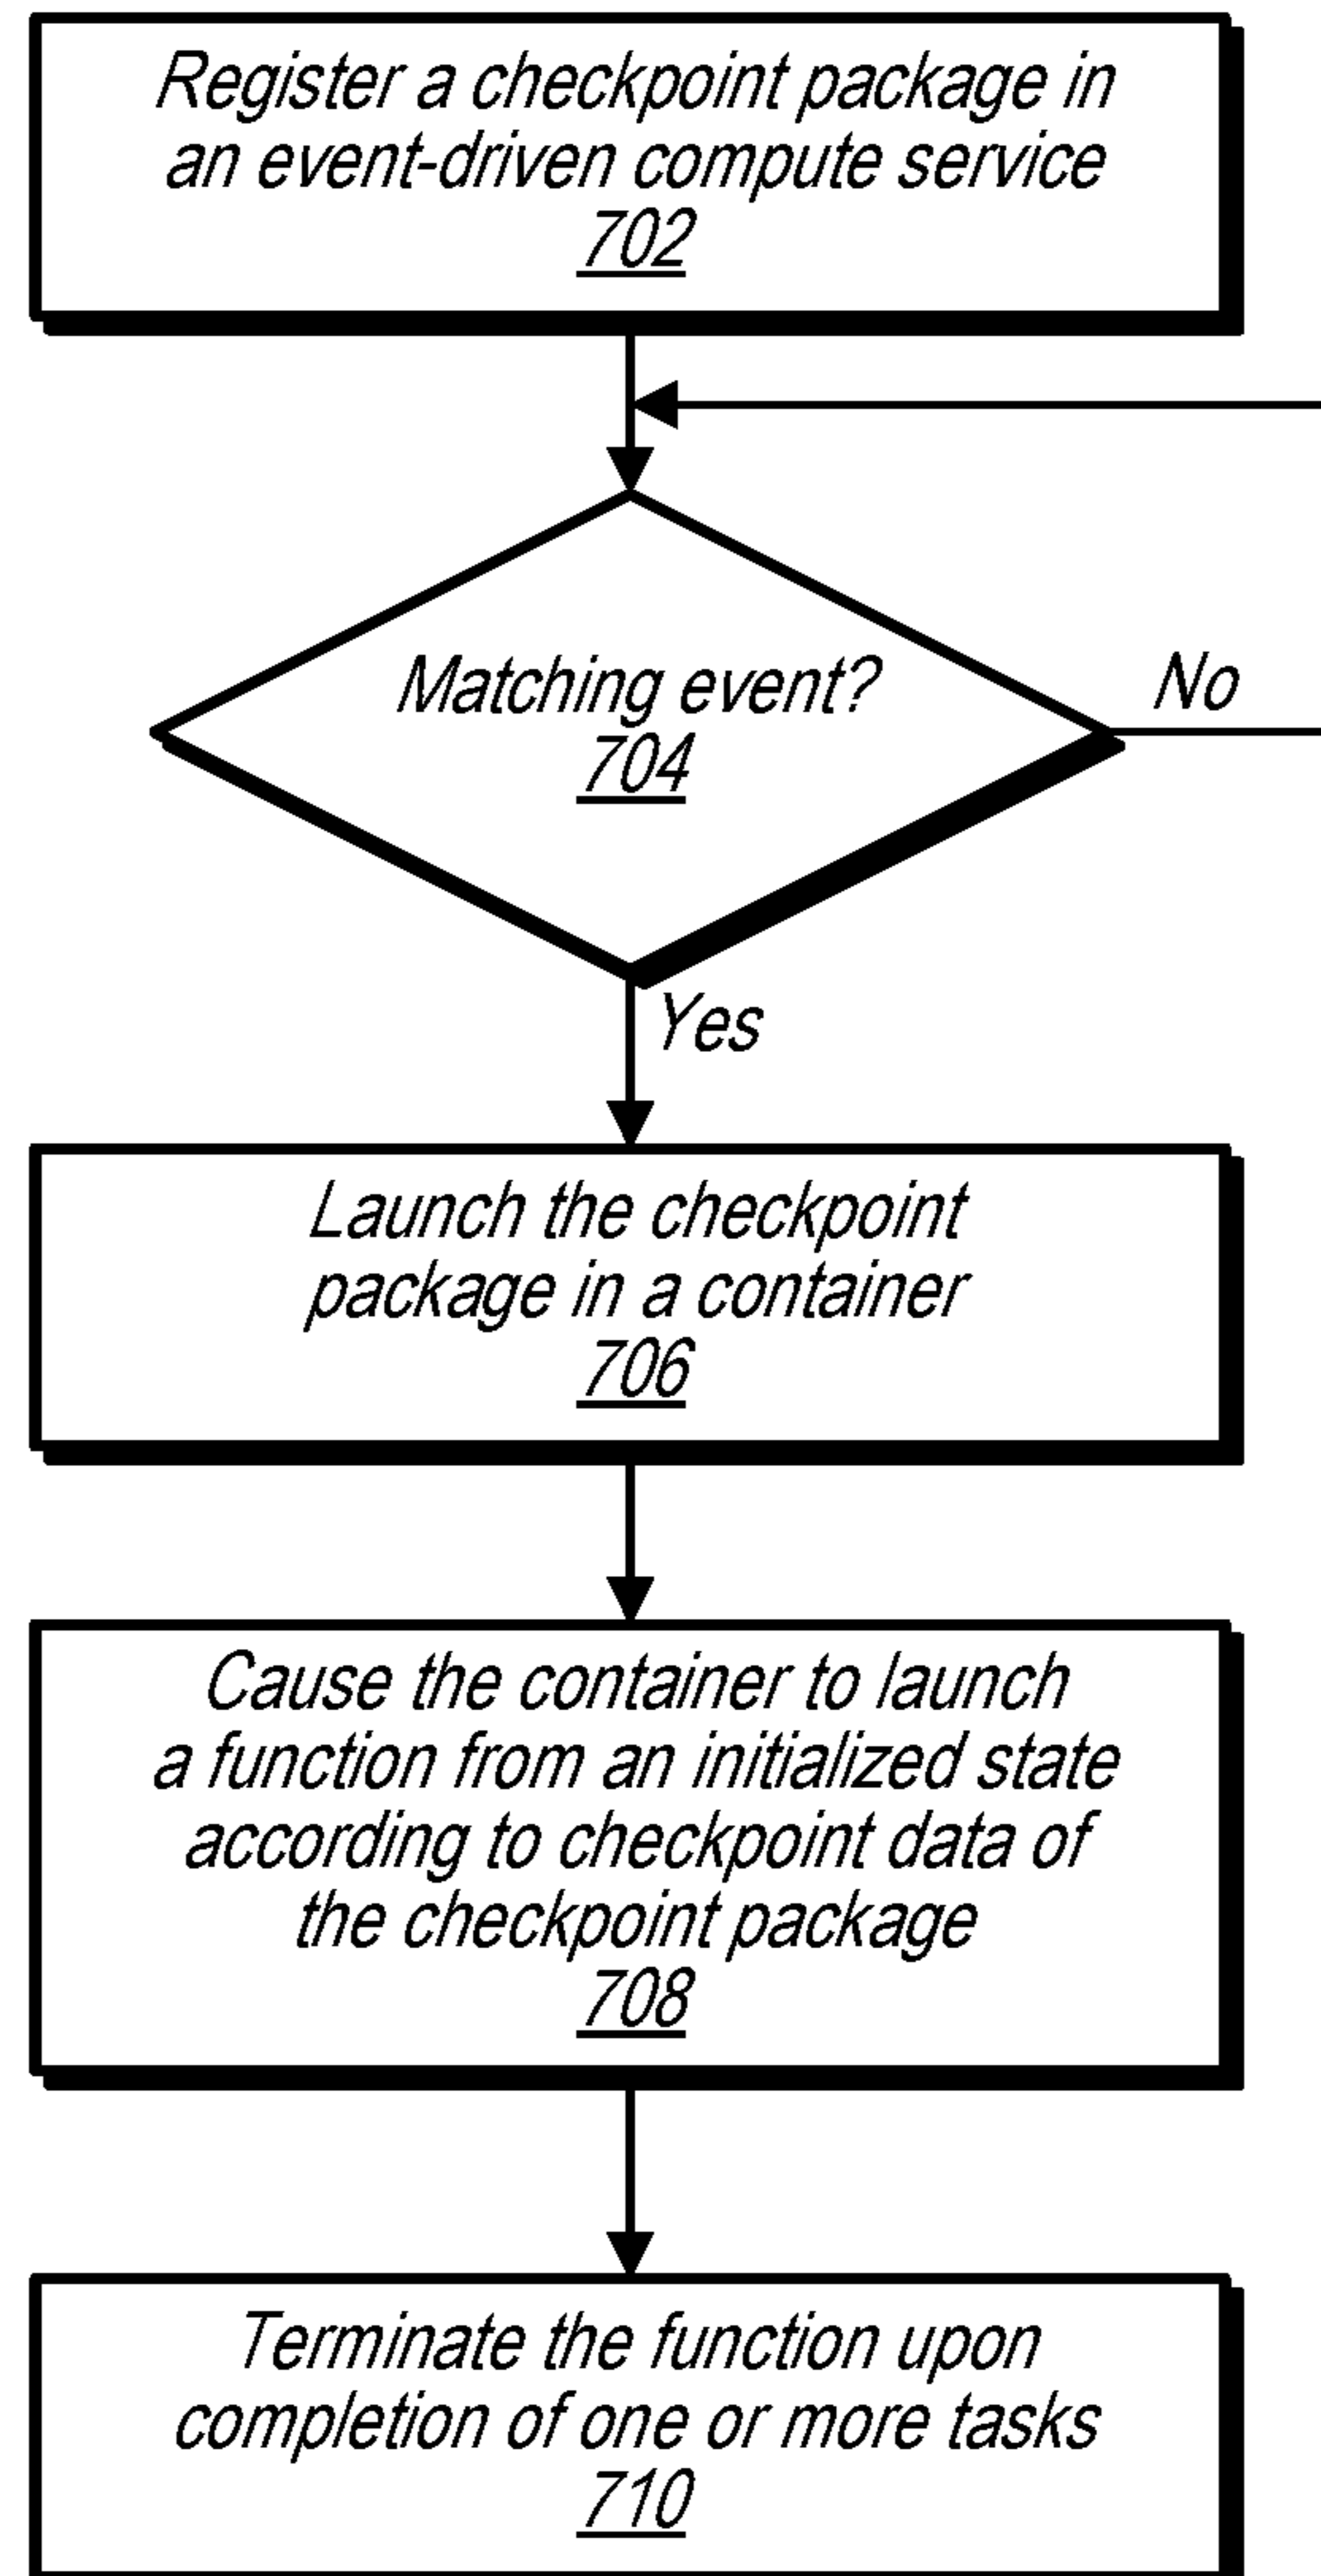 Register a checkpoint package in
an event-driven compute service
702
Matching event?
704
No
Yes
Launch the checkpoint
package in a container
706
Cause the container to launch
a function from an initialized state
according to checkpoint data of
the checkpoint package
708
Terminate the function upon
completion of one or more tasks
710